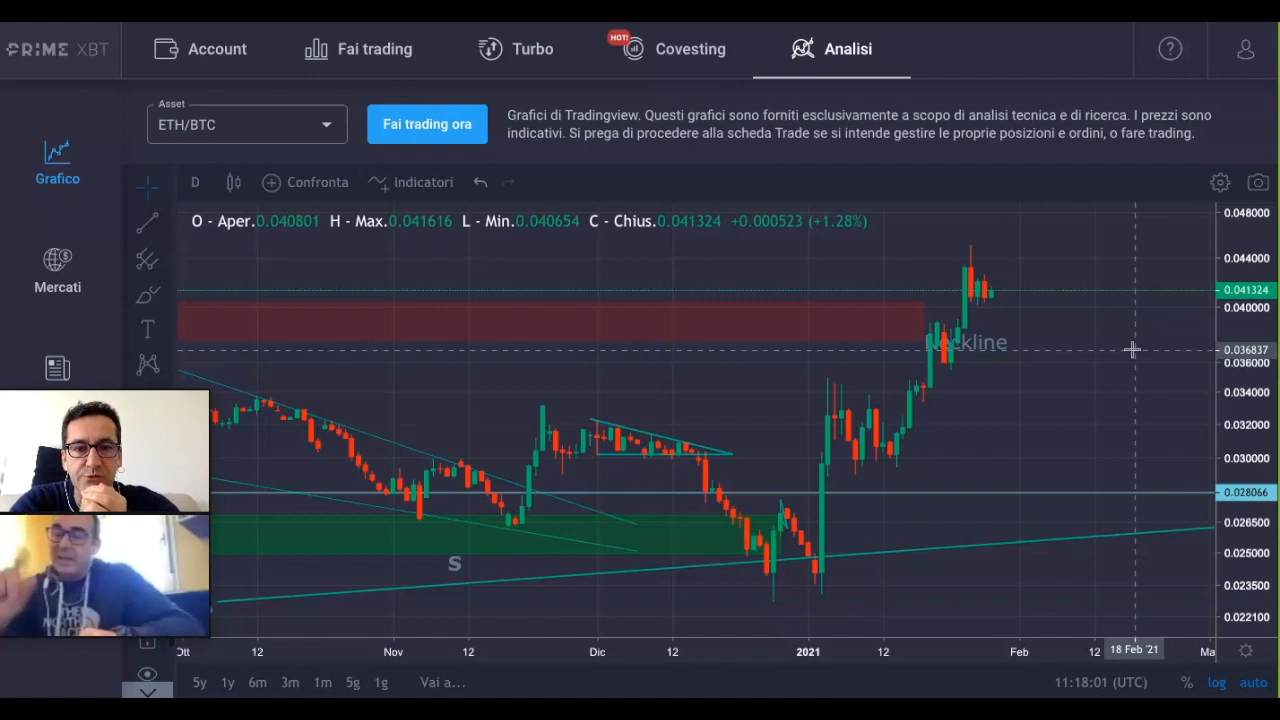 PRIME XBT
Account
Fai trading
Turbo
HOT!
Covesting
Analisi
Asset
ETH/BTC
Fai trading ora
Grafici di Tradingview. Questi grafici sono forniti esclusivamente a scopo di analisi tecnica e di ricerca. I prezzi sono
indicativi. Si prega di procedere alla scheda Trade se si intende gestire le proprie posizioni e ordini, o fare trading.
Grafico
Mercati
D
Confronta
Indicatori
O - Aper.0.040801 H - Max.0.041616 L - Min.0.040654 C - Chius.0.041324 +0.000523 (+1.28%)
0.048000
0.044000
0.041324
0.040000
0.036837
0.036000
0.034000
0.032000
0.030000
0.028066
0.026500
0.025000
0.023500
0.022100
Neckline
S
THE
NORTH
FACE
Ott
12
Nov
12
Dic
12
2021
12
Feb
12
18 Feb '21
Ma
5y
1y
6m
3m
1m
5g
1g
Vai a...
11:18:01 (UTC)
%
log
auto